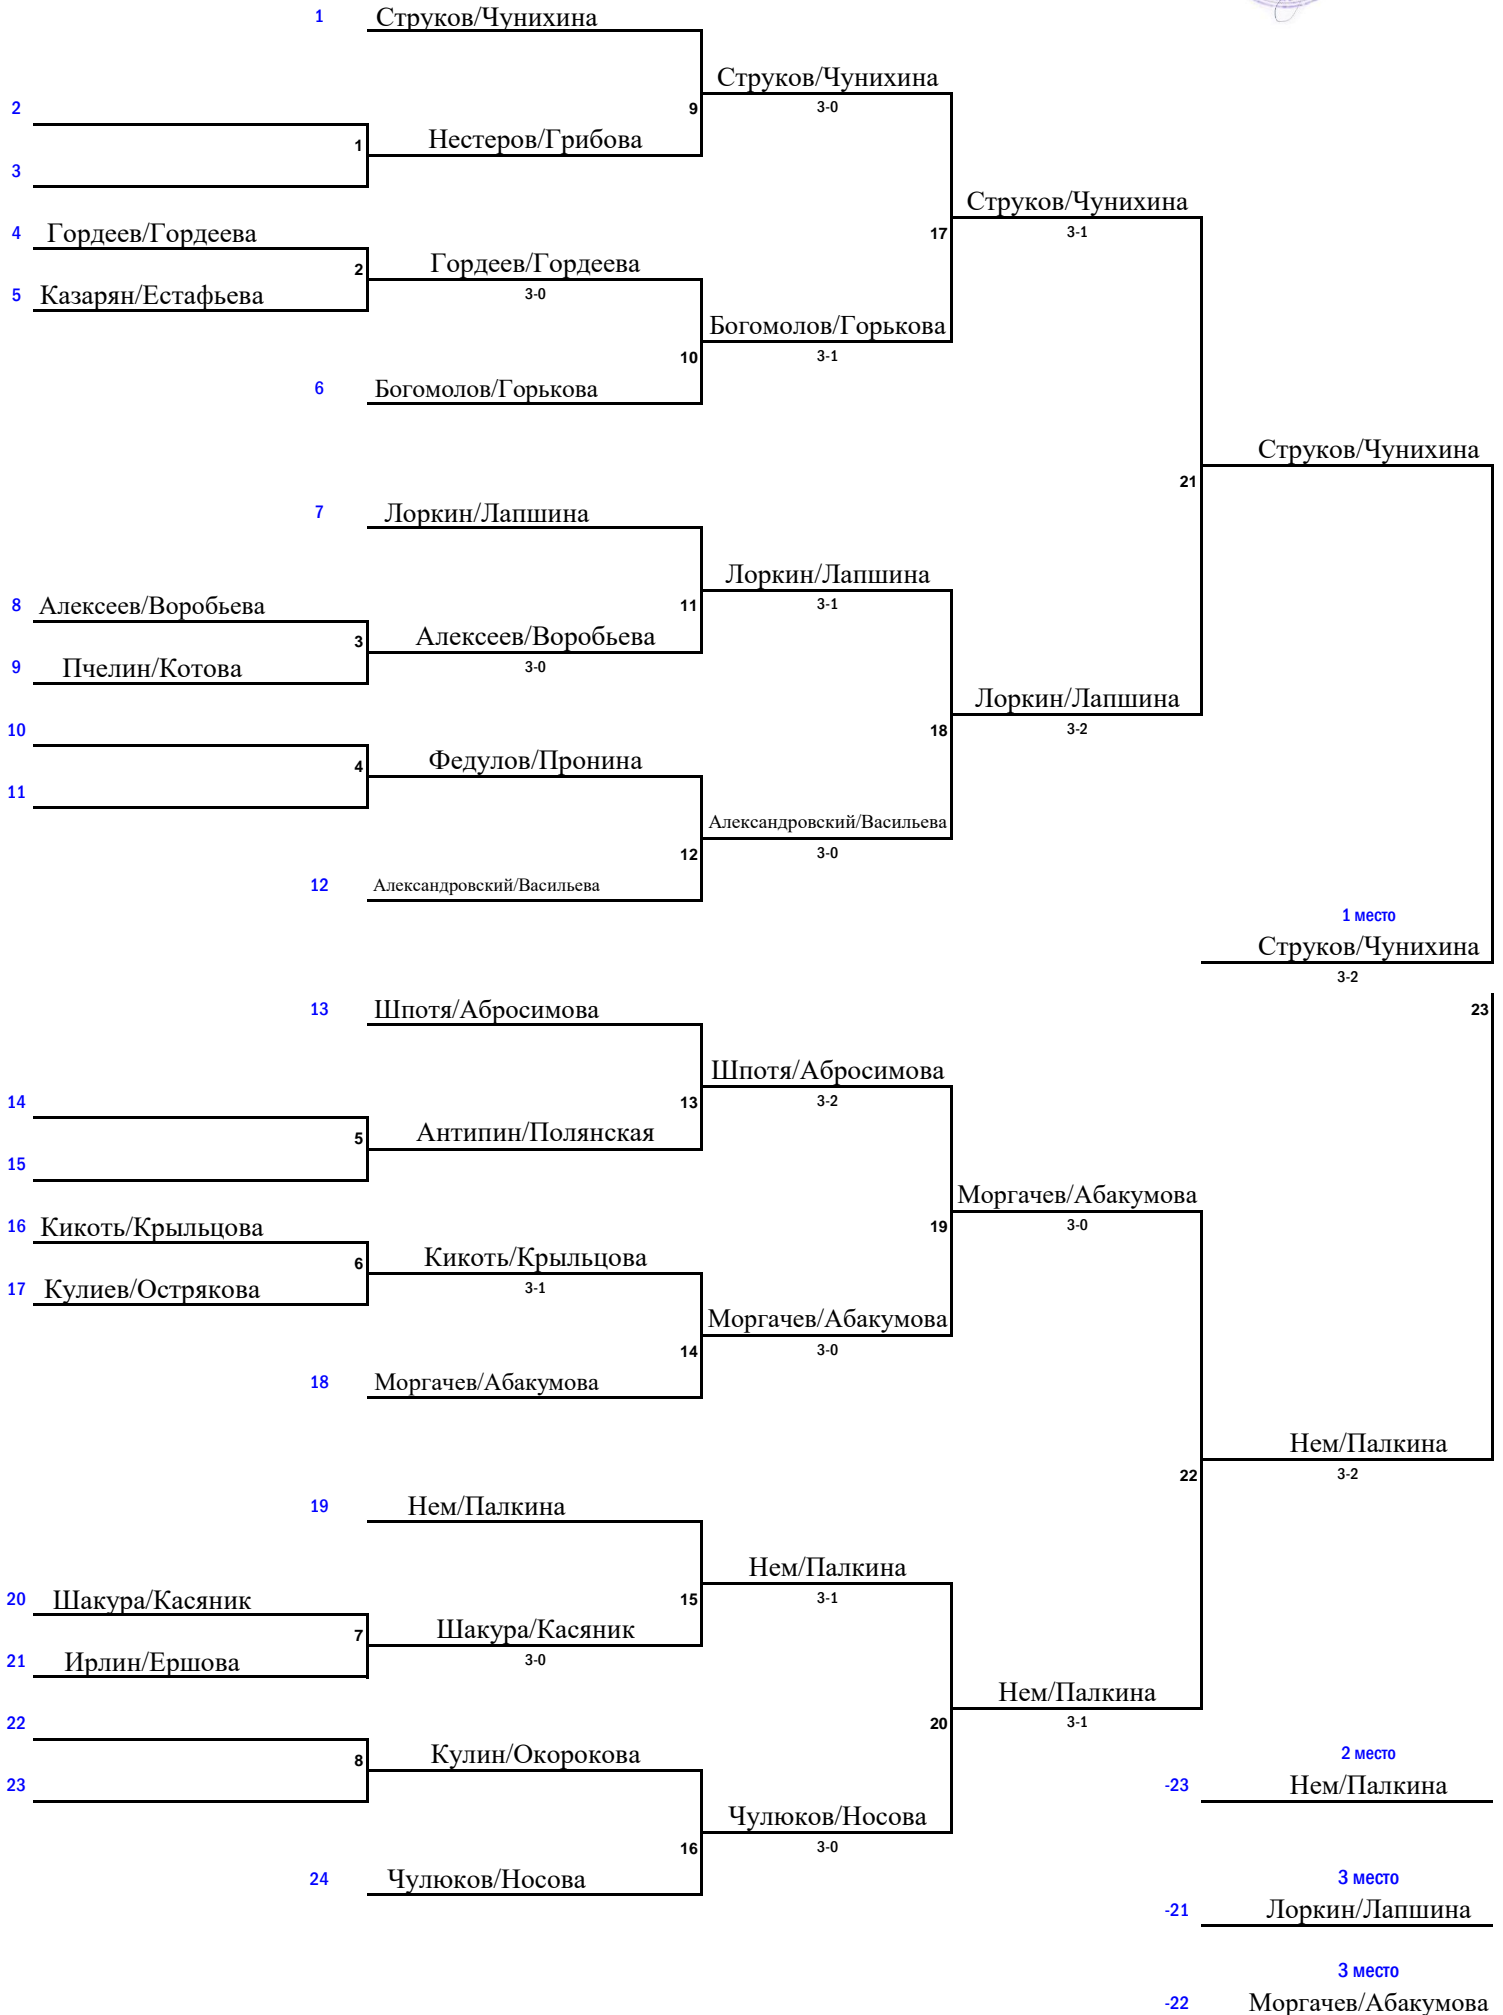 1 Струков/Чунихина
Струков/Чунихина
2
9
3-0
1 Нестеров/Грибова
3
Струков/Чунихина
4 Гордеев/Гордеева
17
3-1
2 Гордеев/Гордеева
5 Казарян/Естафьева
3-0
Богомолов/Горькова
10
3-1
6 Богомолов/Горькова
Струков/Чунихина
21
7 Лоркин/Лапшина
Лоркин/Лапшина
8 Алексеев/Воробьева
11
3-1
3 Алексеев/Воробьева
9 Пчелин/Котова
3-0
Лоркин/Лапшина
10
18
3-2
4 Федулов/Пронина
11
Александровский/Васильева
12
3-0
12 Александровский/Васильева
1 место
Струков/Чунихина
3-2
13 Шпотя/Абросимова
23
Шпотя/Абросимова
14
13
3-2
5 Антипин/Полянская
15
Моргачев/Абакумова
16 Кикоть/Крыльцова
19
3-0
6 Кикоть/Крыльцова
17 Кулиев/Острякова
3-1
Моргачев/Абакумова
14
3-0
18 Моргачев/Абакумова
Нем/Палкина
22
3-2
19 Нем/Палкина
Нем/Палкина
20 Шакура/Касяник
15
3-1
7 Шакура/Касяник
21 Ирлин/Ершова
3-0
Нем/Палкина
22
20
3-1
8 Кулин/Окорокова
2 место
23
-23 Нем/Палкина
Чулюков/Носова
16
3-0
24 Чулюков/Носова
3 место
-21 Лоркин/Лапшина
3 место
-22 Моргачев/Абакумова